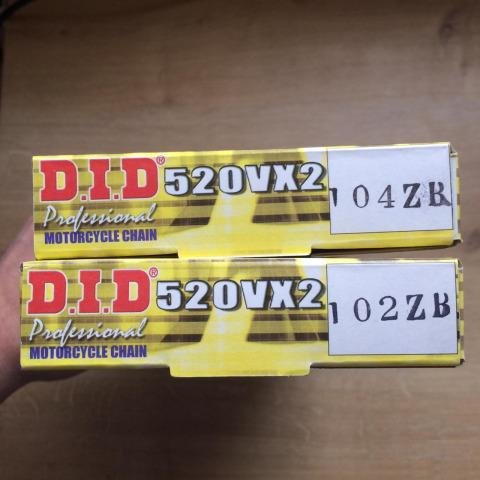 D.I.D® 520VX2 104ZB
Professional
MOTORCYCLE CHAIN
D.I.D® 520VX2 102ZB
Professional
MOTORCYCLE CHAIN